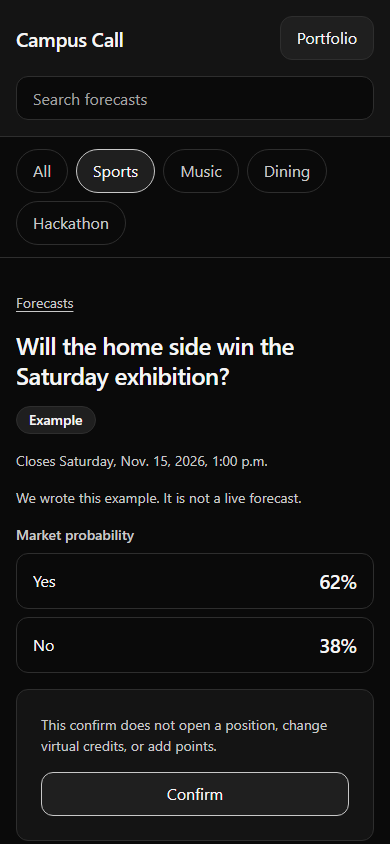 Campus Call
Portfolio
Search forecasts
All
Sports
Music
Dining
Hackathon
Forecasts
Will the home side win the
Saturday exhibition?
Example
Closes Saturday, Nov. 15, 2026, 1:00 p.m.
We wrote this example. It is not a live forecast.
Market probability
Yes
62%
No
38%
This confirm does not open a position, change
virtual credits, or add points.
Confirm